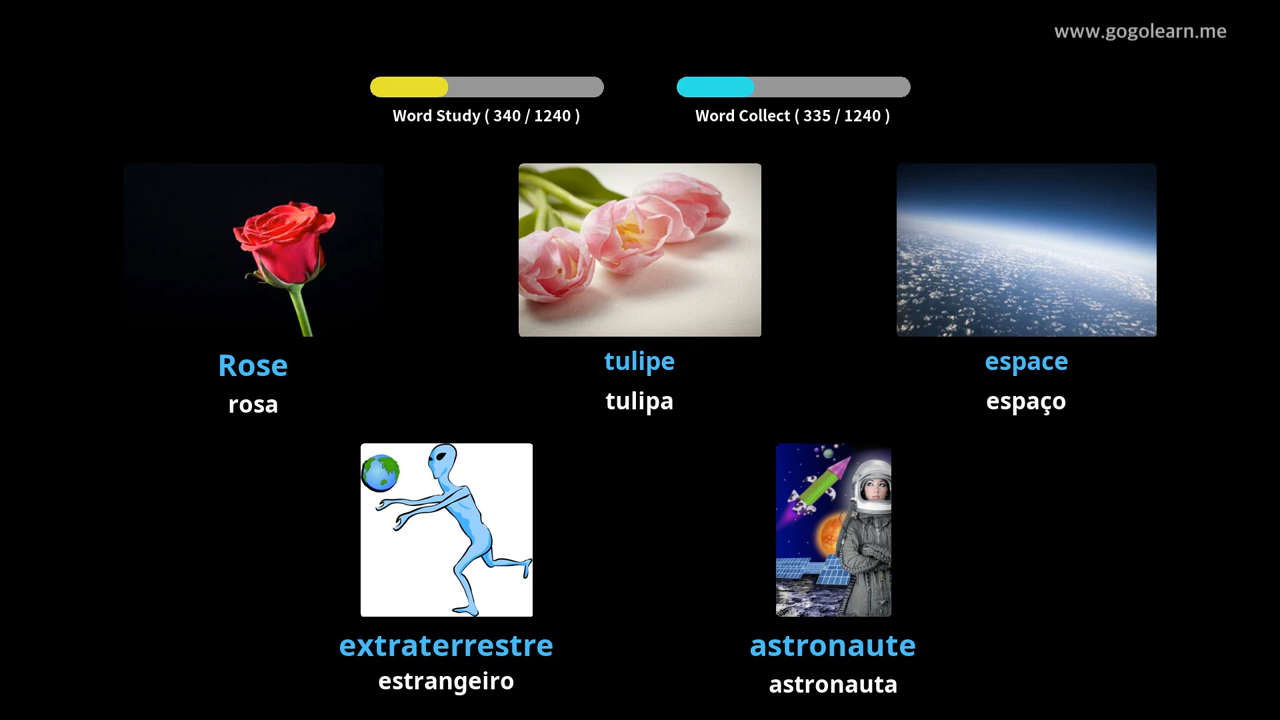 www.gogolearn.me
Word Study ( 340 / 1240 )
Word Collect ( 335 / 1240 )
Rose
rosa
tulipe
tulipa
espace
espaço
extraterrestre
estrangeiro
astronaute
astronauta